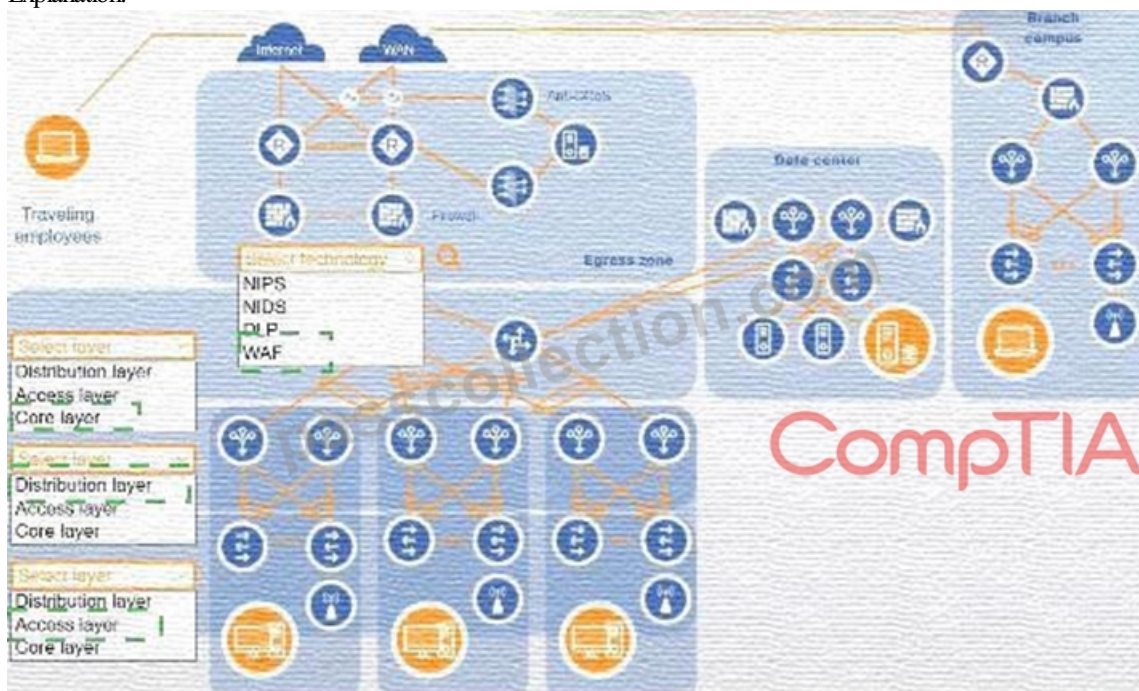 Explanation:
Branch
campus
Internet
WAN
Anti-DDoS
Data center
Traveling
employees
Firewall
Select technology
Egress zone
NIPS
NIDS
DLP
WAF
Select layer
Distribution layer
Access layer
Core layer
CompTIA
Select layer
Distribution layer
Access layer
Core layer
Select layer
Distribution layer
Access layer
Core layer